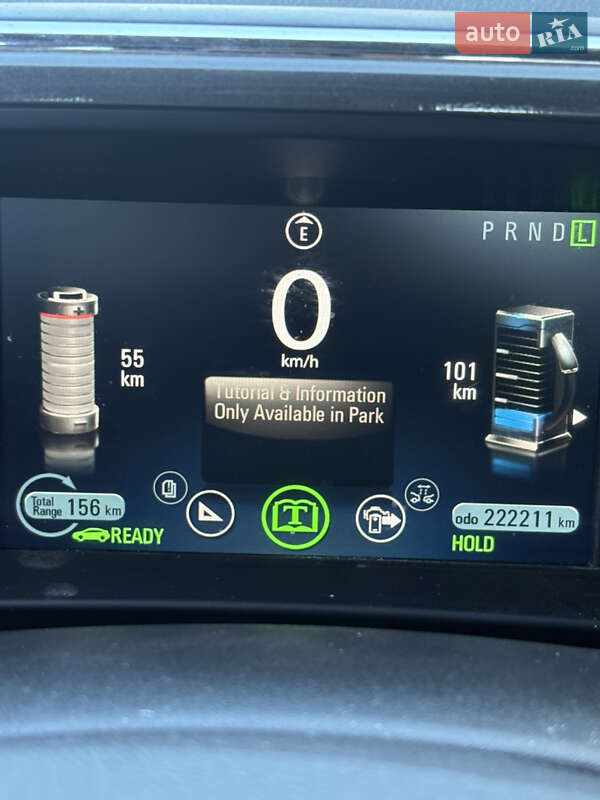 auto RIA.com
E
P R N D L
0
km/h
55
km
101
km
Tutorial & Information
Only Available in Park
Total
Range 156 km
T
odo 222211 km
READY
HOLD